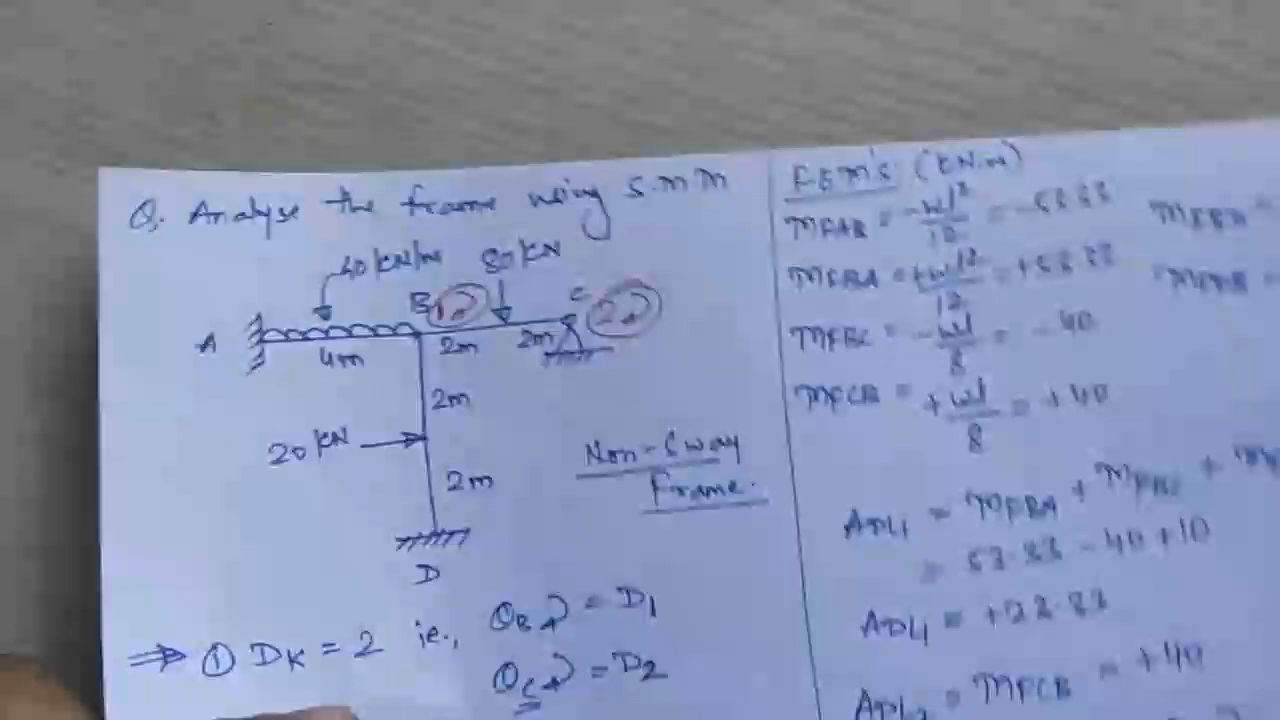 Q. Analyse the frame using S.M.M
40 kN/m 80 kN
B 1 C 2
A
4m 2m 2m
2m
20 kN
2m
D
Non-Sway
Frame.
⇒ ① DK = 2 ie., θB = D1
θC = D2
F.E.M's (kN.m)
MFAB = -wl²/12 = -53.33
MFBA = +wl²/12 = +53.33
MFBC = -wl/8 = -40
MFCB = +wl/8 = +40
ADL1 = MFBA + MFBC +
= 53.33 - 40 + 10
ADL1 = +23.33
ADL2 = MFCB = +40